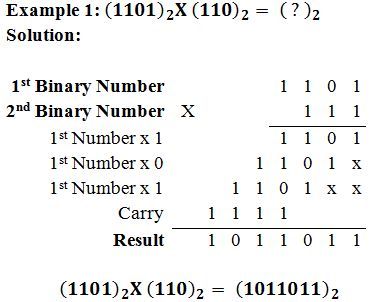 Example 1: (1101)₂X (110)₂ = (?)₂
Solution:
1st Binary Number 1 1 0 1
2nd Binary Number X 1 1 1
1st Number x 1 1 1 0 1
1st Number x 0 1 1 0 1 x
1st Number x 1 1 1 0 1 x x
Carry 1 1 1 1
Result 1 0 1 1 0 1 1
(1101)₂X (110)₂ = (1011011)₂